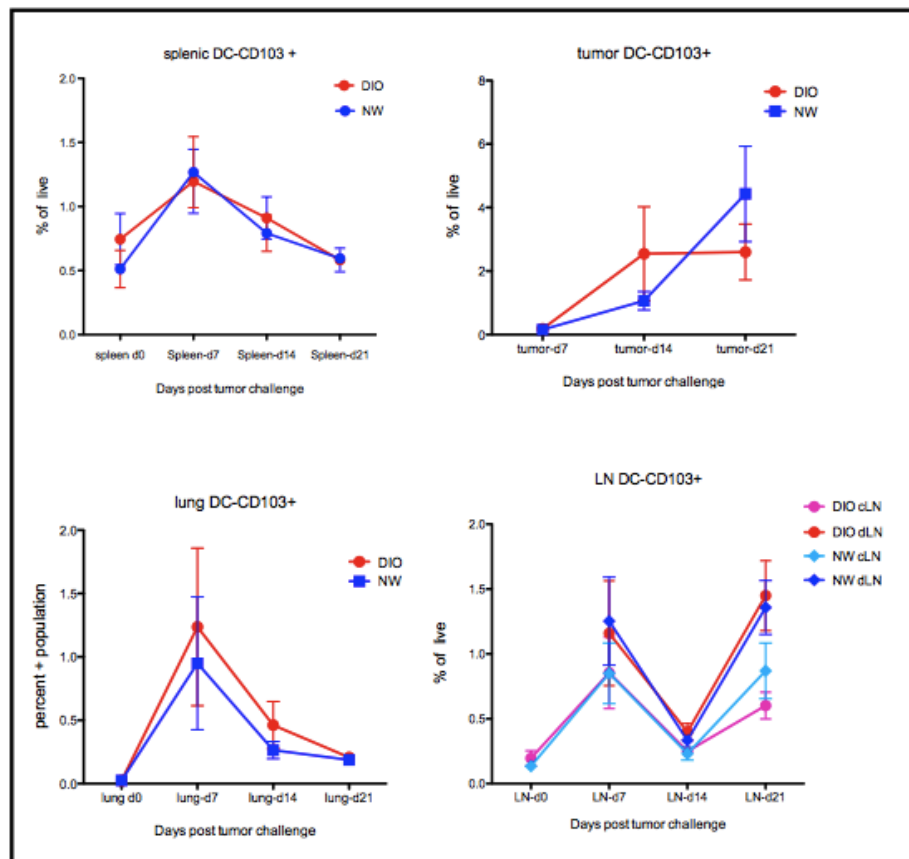 splenic DC-CD103 +
DIO
NW
2.0
1.5
1.0
0.5
0.0
% of live
spleen d0
Spleen-d7
Spleen-d14
Spleen-d21
Days post tumor challenge
tumor DC-CD103+
DIO
NW
8
6
4
2
0
% of live
tumor-d7
tumor-d14
tumor-d21
Days post tumor challenge
lung DC-CD103+
DIO
NW
2.0
1.5
1.0
0.5
0.0
percent + population
lung d0
lung-d7
lung-d14
lung-d21
Days post tumor challenge
LN DC-CD103+
DIO cLN
DIO dLN
NW cLN
NW dLN
2.0
1.5
1.0
0.5
0.0
% of live
LN-d0
LN-d7
LN-d14
LN-d21
Days post tumor challenge